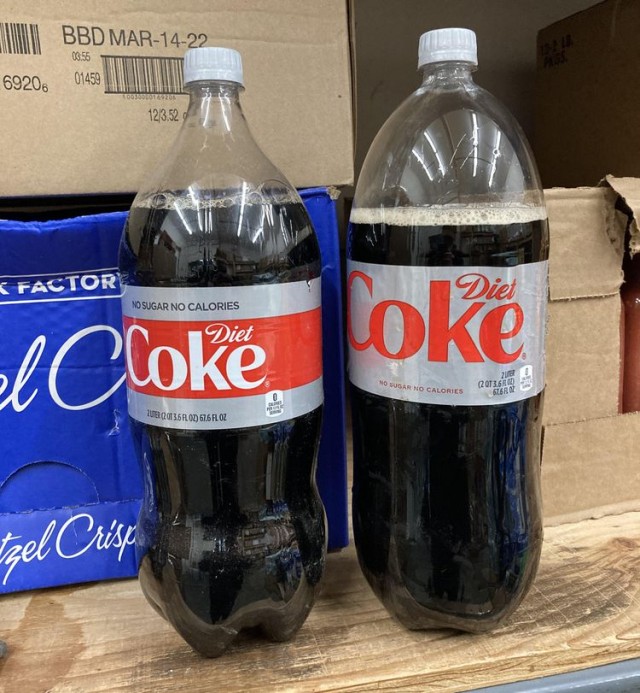 BBD MAR-14-22
03:55
01459
6920₆
12/3.52
K FACTOR
el C
tzel Crisp
NO SUGAR NO CALORIES
Diet
Coke
0
CALORIES
2 LITER (2 QT 3.6 FL OZ) 67.6 FL OZ
Diet
Coke
NO SUGAR NO CALORIES
2 LITER
(2 QT 3.6 FL OZ)
67.6 FL OZ